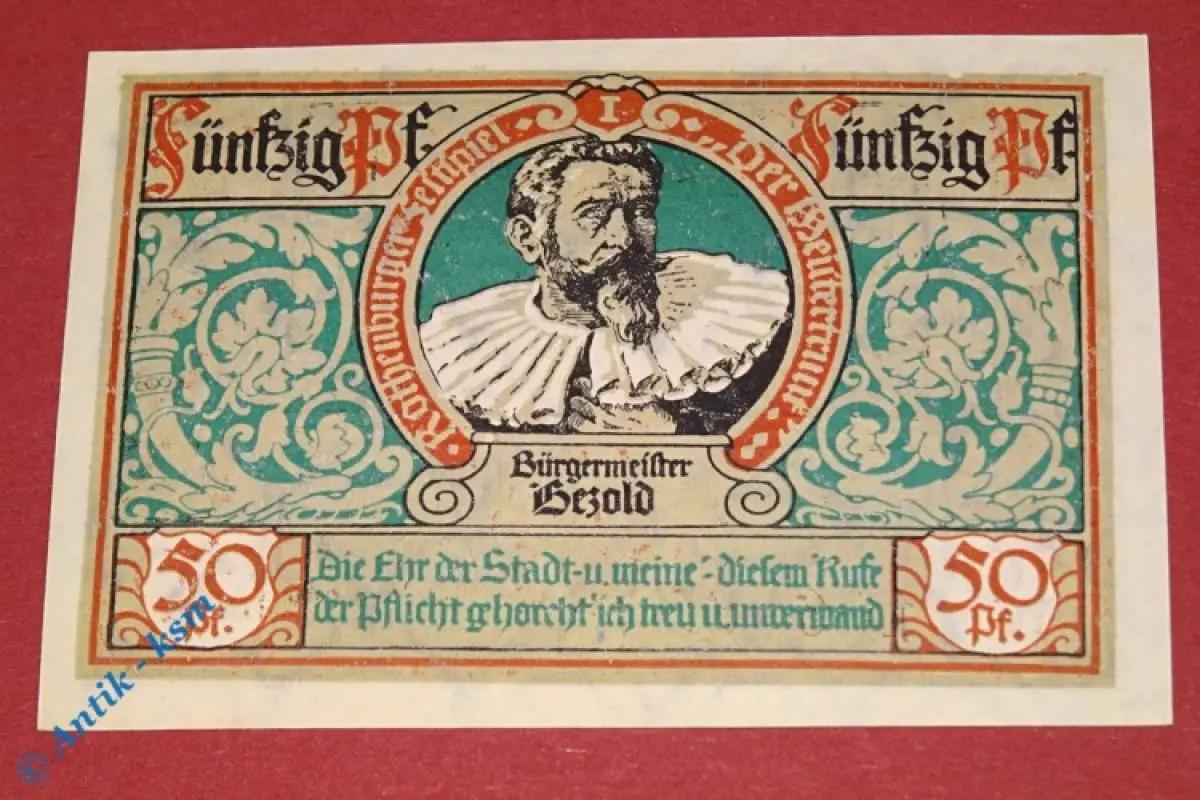 Fünfzig Pf
I.
Fünfzig Pf
Rothenburger Festspiel.
"Der Meistertrunk".
Bürgermeister
Bezold
50
Pf.
Die Ehr der Stadt - u. meine - diesem Rufe
der Pflicht gehorcht' ich treu u. unverwand
50
Pf.
© Antik - ksm